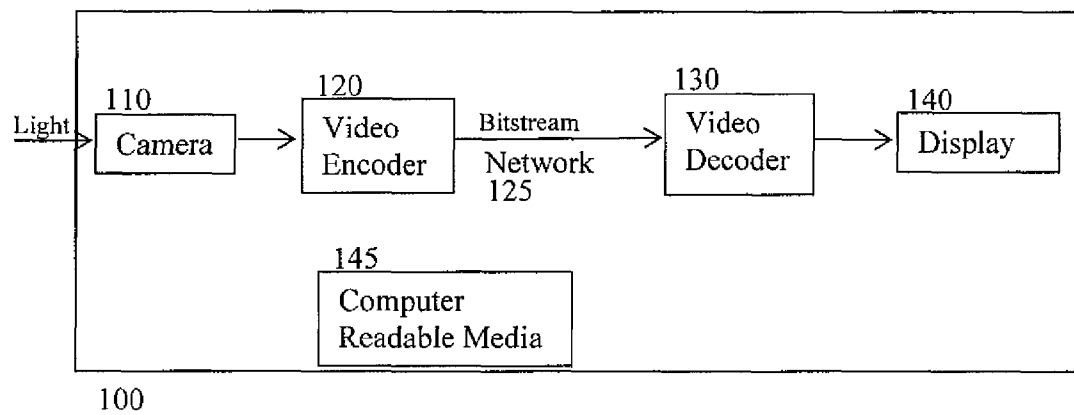 110
120
130
140
Light
Camera
Video
Encoder
Bitstream
Network
125
Video
Decoder
Display
145
Computer
Readable Media
100